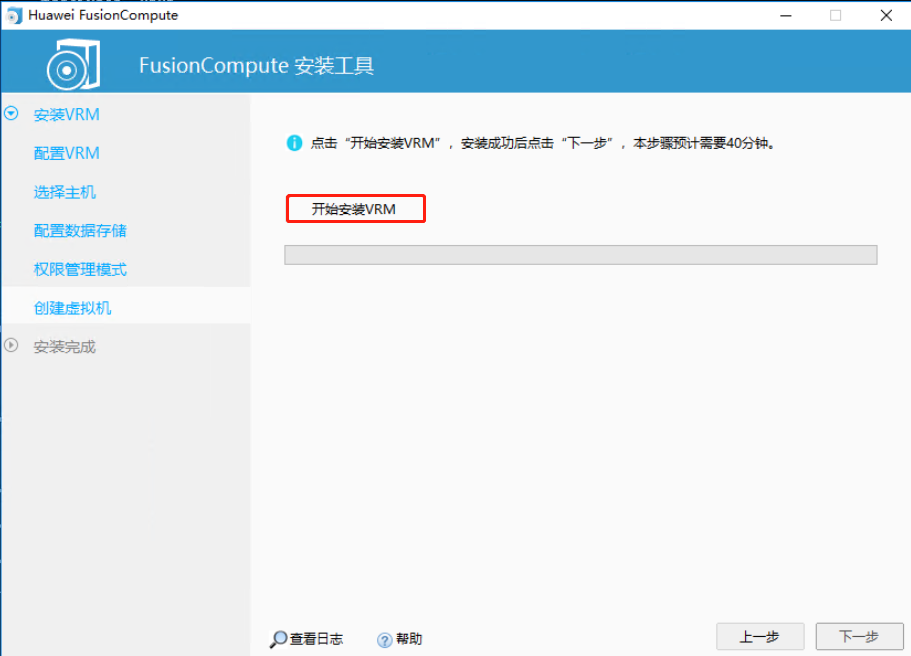 Huawei FusionCompute
FusionCompute 安装工具
安装VRM
配置VRM
选择主机
配置数据存储
权限管理模式
创建虚拟机
安装完成
点击“开始安装VRM”，安装成功后点击“下一步”，本步骤预计需要40分钟。
开始安装VRM
查看日志
帮助
上一步
下一步